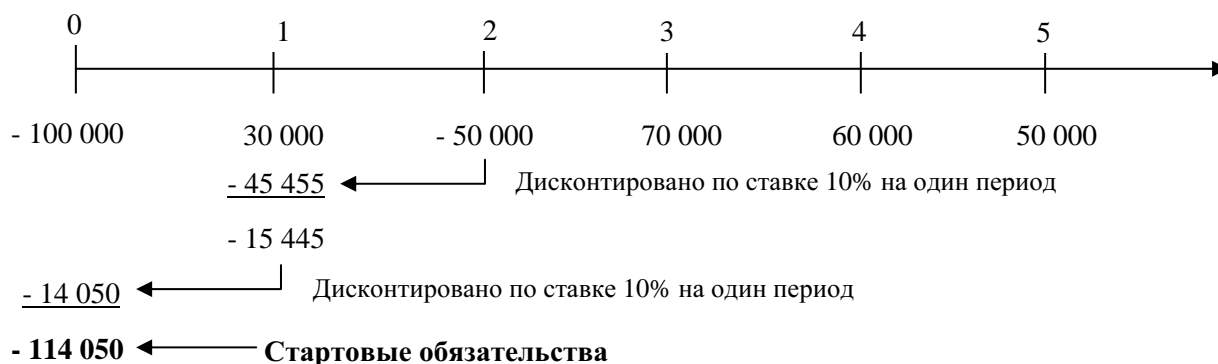 0 1 2 3 4 5
- 100 000 30 000 - 50 000 70 000 60 000 50 000
- 45 455 Дисконтировано по ставке 10% на один период
- 15 445
- 14 050 Дисконтировано по ставке 10% на один период
- 114 050 Стартовые обязательства